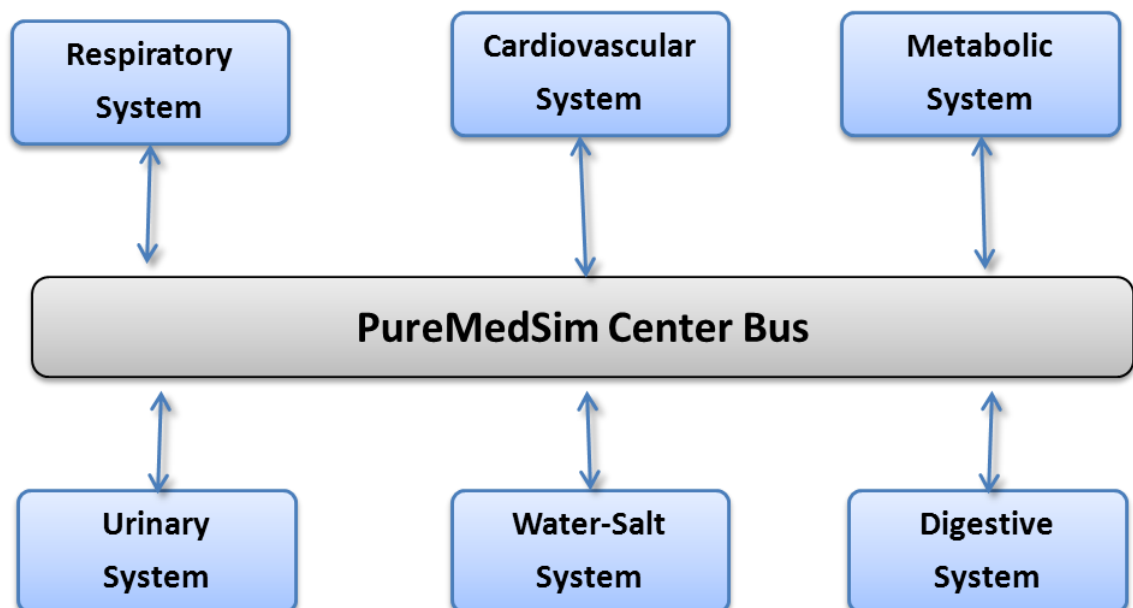 Respiratory
System
Cardiovascular
System
Metabolic
System
PureMedSim Center Bus
Urinary
System
Water-Salt
System
Digestive
System